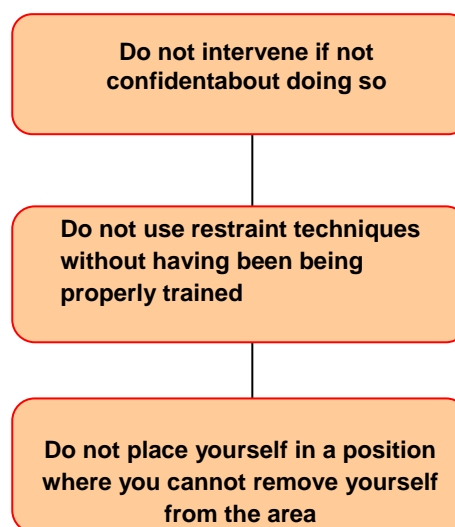 Do not intervene if not
confidentabout doing so
Do not use restraint techniques
without having been being
properly trained
Do not place yourself in a position
where you cannot remove yourself
from the area